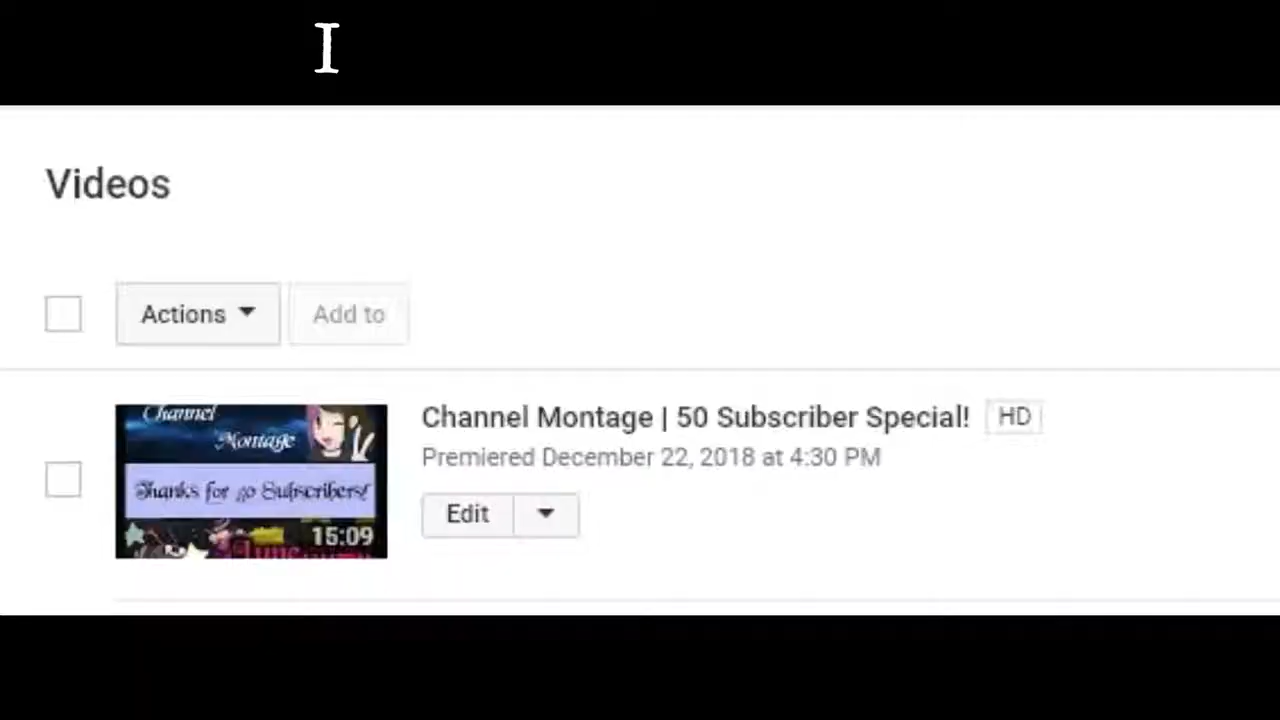 I
Videos
Actions
Add to
Channel Montage | 50 Subscriber Special! HD
Premiered December 22, 2018 at 4:30 PM
Edit
Channel
Montage
Thanks for 50 Subscribers!
15:09